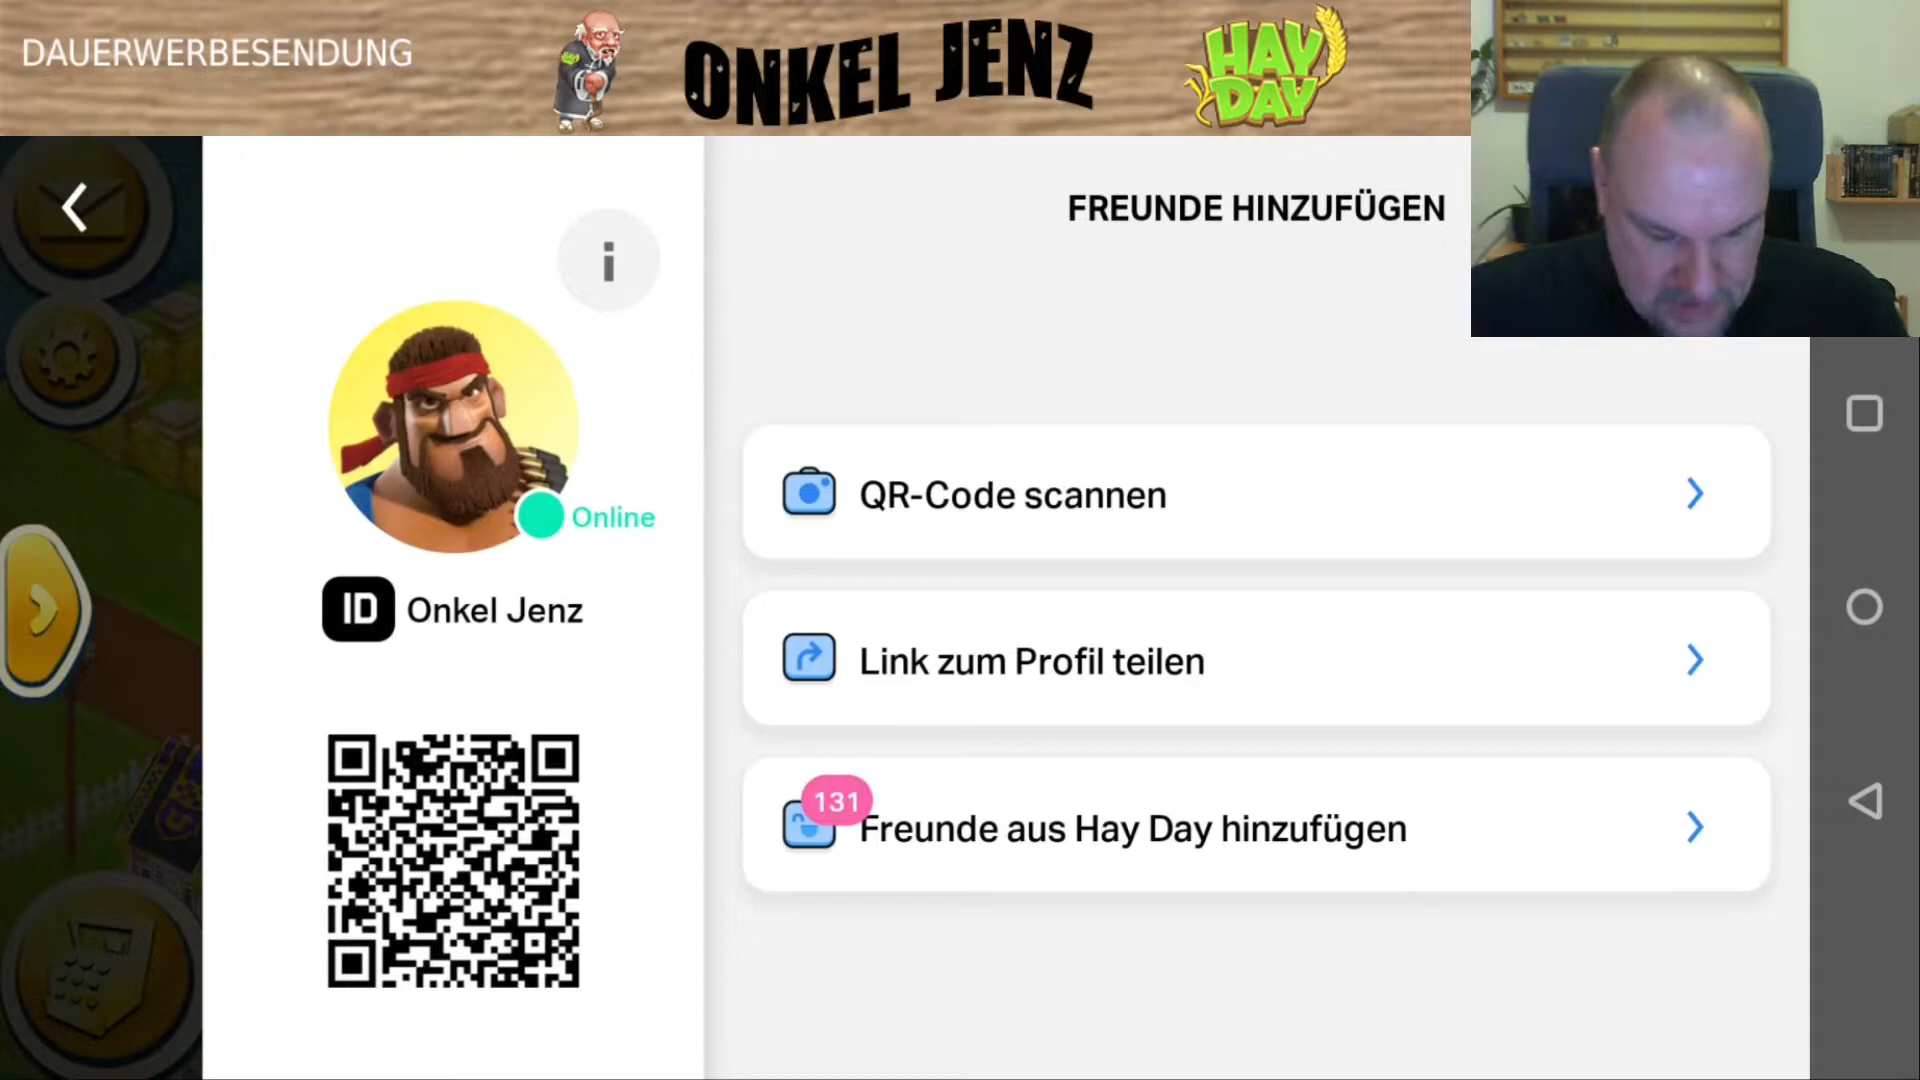 DAUERWERBESENDUNG
ONKEL JENZ
HAY DAY
FREUNDE HINZUFÜGEN
i
Online
ID Onkel Jenz
QR-Code scannen
Link zum Profil teilen
131
Freunde aus Hay Day hinzufügen